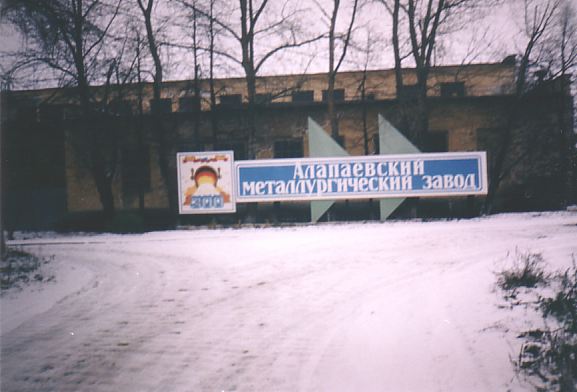 300
Алапаевский
металлургический завод